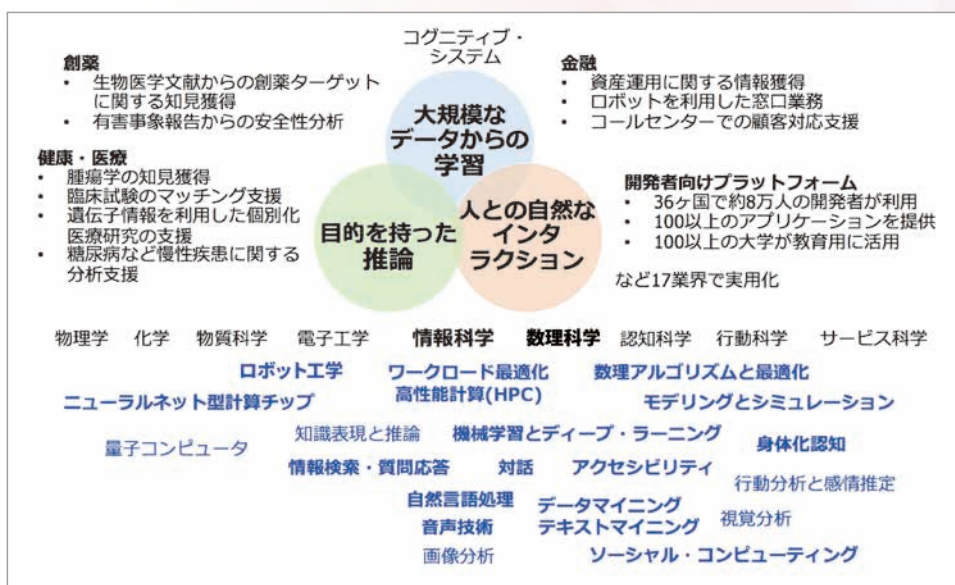 コグニティブ・
システム
創薬
• 生物医学文献からの創薬ターゲット
に関する知見獲得
• 有害事象報告からの安全性分析
健康・医療
• 腫瘍学の知見獲得
• 臨床試験のマッチング支援
• 遺伝子情報を利用した個別化
医療研究の支援
• 糖尿病など慢性疾患に関する
分析支援
大規模な
データからの
学習
目的を持った
推論
人との自然な
インタ
ラクション
金融
• 資産運用に関する情報獲得
• ロボットを利用した窓口業務
• コールセンターでの顧客対応支援
開発者向けプラットフォーム
• 36ヶ国で約8万人の開発者が利用
• 100以上のアプリケーションを提供
• 100以上の大学が教育用に活用
など17業界で実用化
物理学 化学 物質科学 電子工学 情報科学 数理科学 認知科学 行動科学 サービス科学
ロボット工学 ワークロード最適化 数理アルゴリズムと最適化
ニューラルネット型計算チップ 高性能計算(HPC) モデリングとシミュレーション
量子コンピュータ 知識表現と推論 機械学習とディープ・ラーニング 身体化認知
情報検索・質問応答 対話 アクセシビリティ 行動分析と感情推定
自然言語処理 データマイニング 視覚分析
音声技術 テキストマイニング
画像分析 ソーシャル・コンピューティング